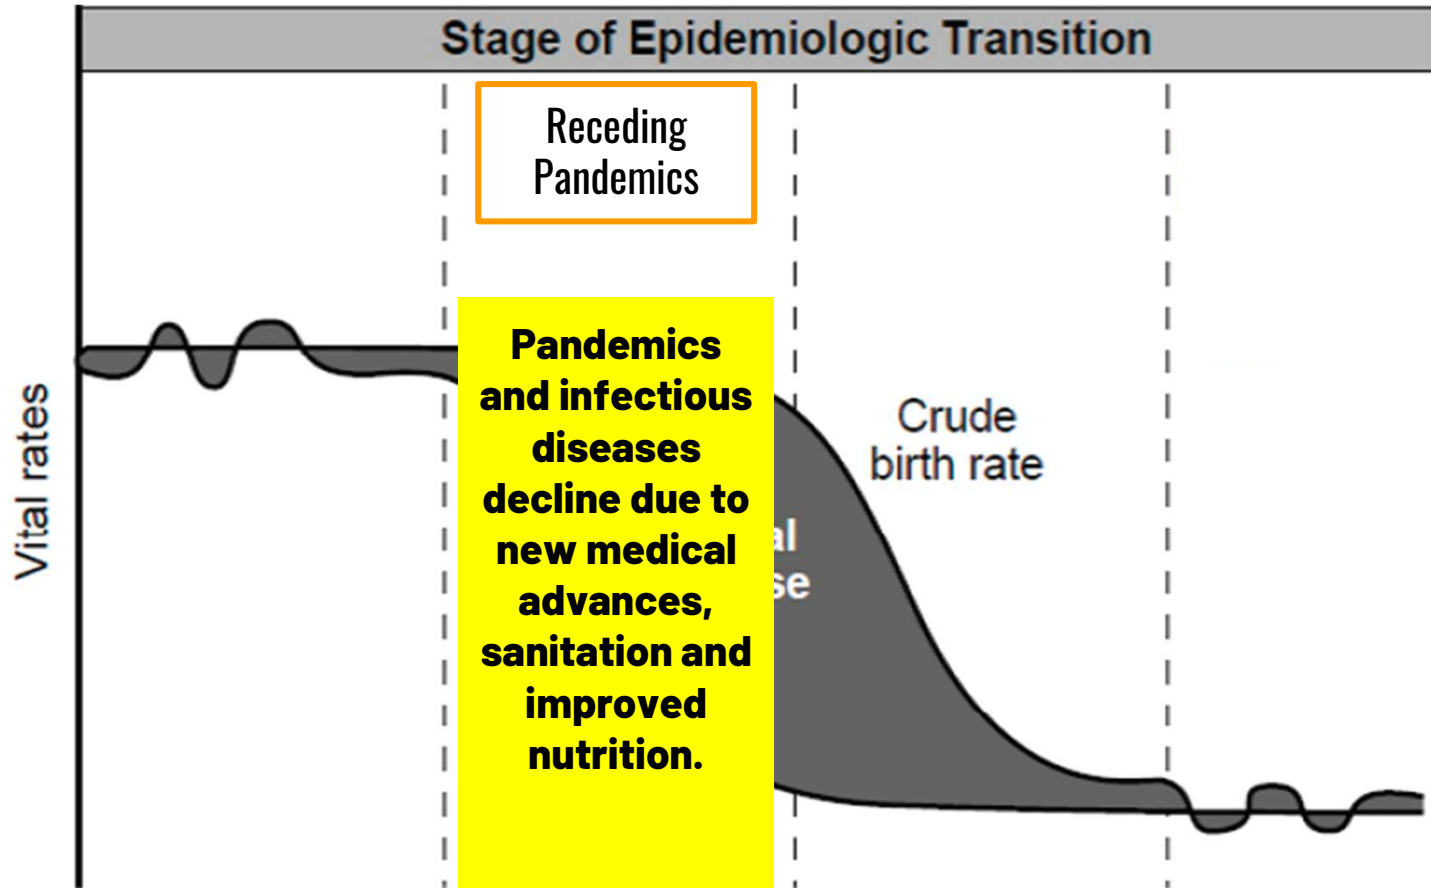 Stage of Epidemiologic Transition
Receding
Pandemics
Pandemics
and infectious
diseases
decline due to
new medical
advances,
sanitation and
improved
nutrition.
Crude
birth rate
Vital rates